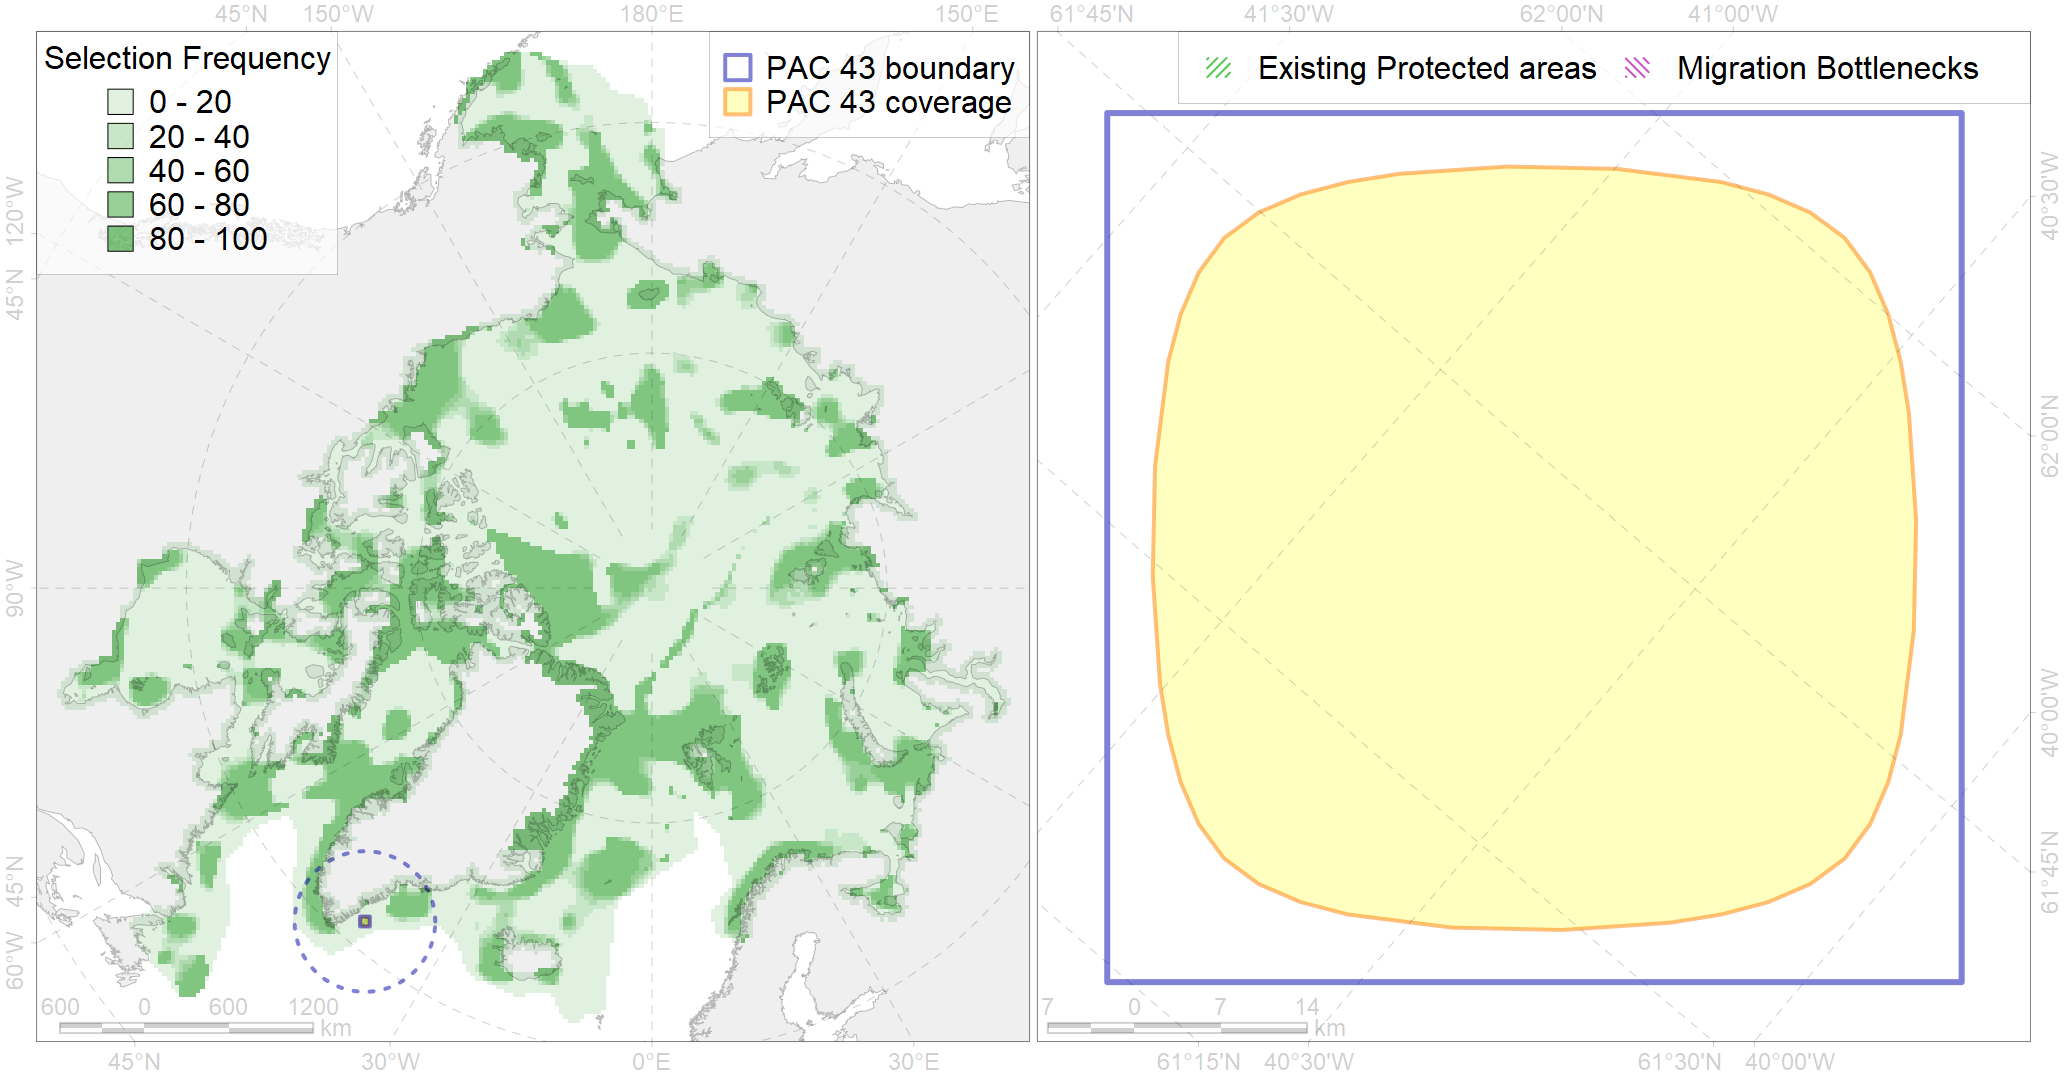 45°N 150°W 180°E 150°E 61°45'N 41°30'W 62°00'N 41°00'W
Selection Frequency
0 - 20
20 - 40
40 - 60
60 - 80
80 - 100
PAC 43 boundary
PAC 43 coverage
Existing Protected areas Migration Bottlenecks
120°W
45°N
90°W
45°N
60°W
40°30'W
62°00'N
40°00'W
61°45'N
600 0 600 1200
km
7 0 7 14
km
45°N 30°W 0°E 30°E 61°15'N 40°30'W 61°30'N 40°00'W